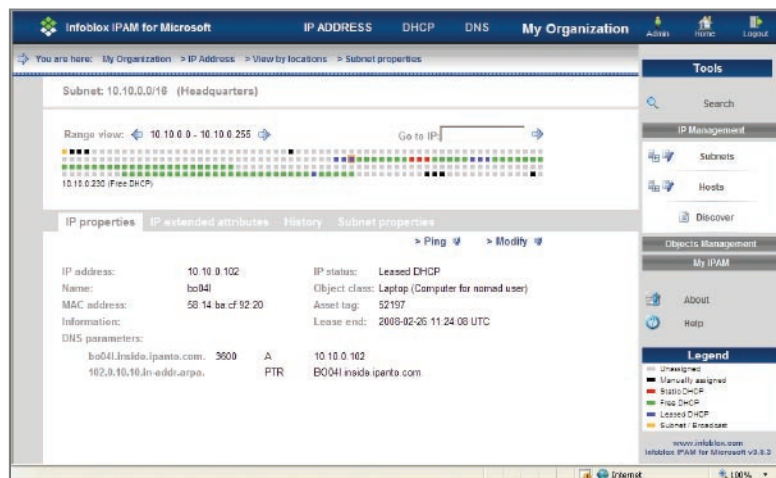 Infoblox IPAM for Microsoft IP ADDRESS DHCP DNS My Organization Admin Home Logout
You are here: My Organization > IP Address > View by locations > Subnet properties
Subnet: 10.10.0.0/16 (Headquarters)
Range view: 10.10.0.0 - 10.10.0.255 Go to IP:
10.10.0.230 (Free DHCP)
IP properties IP extended attributes History Subnet properties
> Ping > Modify
IP address: 10.10.0.102 IP status: Leased DHCP
Name: bo04l Object class: Laptop (Computer for nomad user)
MAC address: 58:14:ba:cf:92:20 Asset tag: 52197
Information: Lease end: 2008-02-26 11:24:08 UTC
DNS parameters:
bo04l.inside.ipanto.com. 3600 A 10.10.0.102
102.0.10.10.in-addr.arpa. PTR BO04l.inside.ipanto.com
Tools
Search
IP Management
Subnets
Hosts
Discover
Objects Management
My IPAM
About
Help
Legend
Unassigned
Manually assigned
Static DHCP
Free DHCP
Leased DHCP
Subnet / Broadcast
www.infoblox.com
Infoblox IPAM for Microsoft
Internet 100%